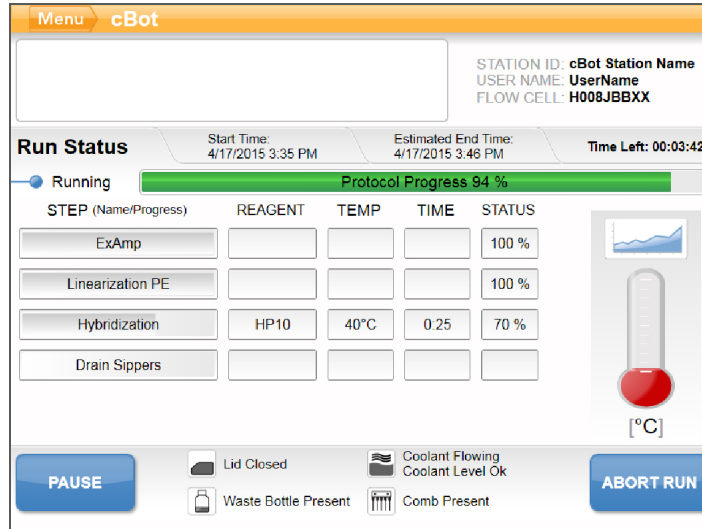 Menu cBot
STATION ID: cBot Station Name
USER NAME: UserName
FLOW CELL: H008JBBXX
Run Status
Start Time:
4/17/2015 3:35 PM
Estimated End Time:
4/17/2015 3:46 PM
Time Left: 00:03:42
Running
Protocol Progress 94 %
STEP (Name/Progress) REAGENT TEMP TIME STATUS
ExAmp 100 %
Linearization PE 100 %
Hybridization HP10 40°C 0:25 70 %
Drain Sippers
[°C]
PAUSE
Lid Closed
Coolant Flowing
Coolant Level Ok
Waste Bottle Present
Comb Present
ABORT RUN